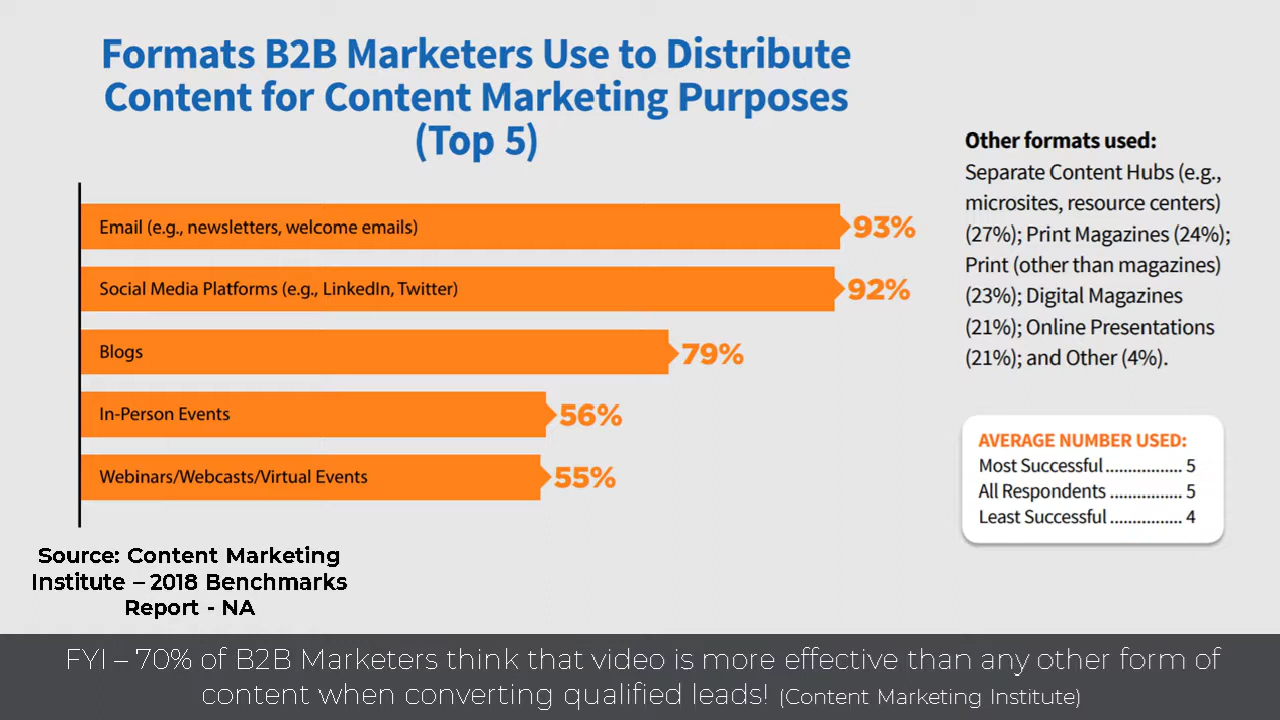 Formats B2B Marketers Use to Distribute
Content for Content Marketing Purposes
(Top 5)
Email (e.g., newsletters, welcome emails)
93%
Social Media Platforms (e.g., LinkedIn, Twitter)
92%
Blogs
79%
In-Person Events
56%
Webinars/Webcasts/Virtual Events
55%
Other formats used:
Separate Content Hubs (e.g.,
microsites, resource centers)
(27%); Print Magazines (24%);
Print (other than magazines)
(23%); Digital Magazines
(21%); Online Presentations
(21%); and Other (4%).
AVERAGE NUMBER USED:
Most Successful ................. 5
All Respondents ................ 5
Least Successful ................ 4
Source: Content Marketing
Institute – 2018 Benchmarks
Report - NA
FYI – 70% of B2B Marketers think that video is more effective than any other form of
content when converting qualified leads! (Content Marketing Institute)